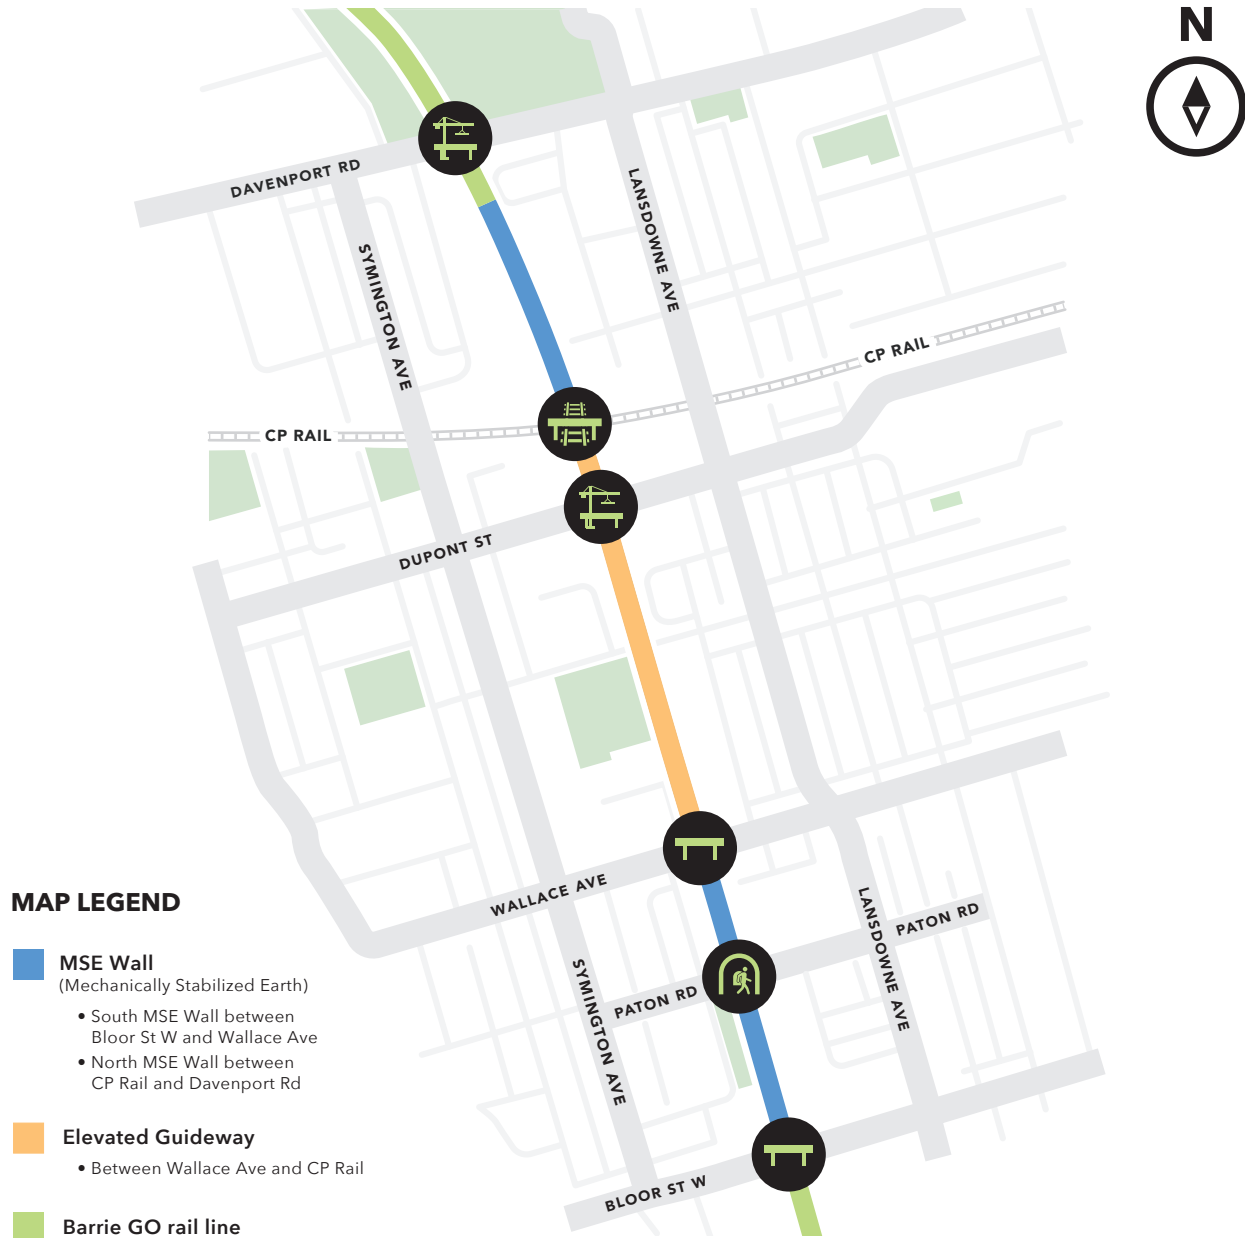 N
DAVENPORT RD
LANSDOWNE AVE
SYMINGTON AVE
CP RAIL
CP RAIL
DUPONT ST
WALLACE AVE
LANSDOWNE AVE
PATON RD
SYMINGTON AVE
PATON RD
BLOOR ST W
MAP LEGEND
MSE Wall
(Mechanically Stabilized Earth)
• South MSE Wall between
Bloor St W and Wallace Ave
• North MSE Wall between
CP Rail and Davenport Rd
Elevated Guideway
• Between Wallace Ave and CP Rail
Barrie GO rail line